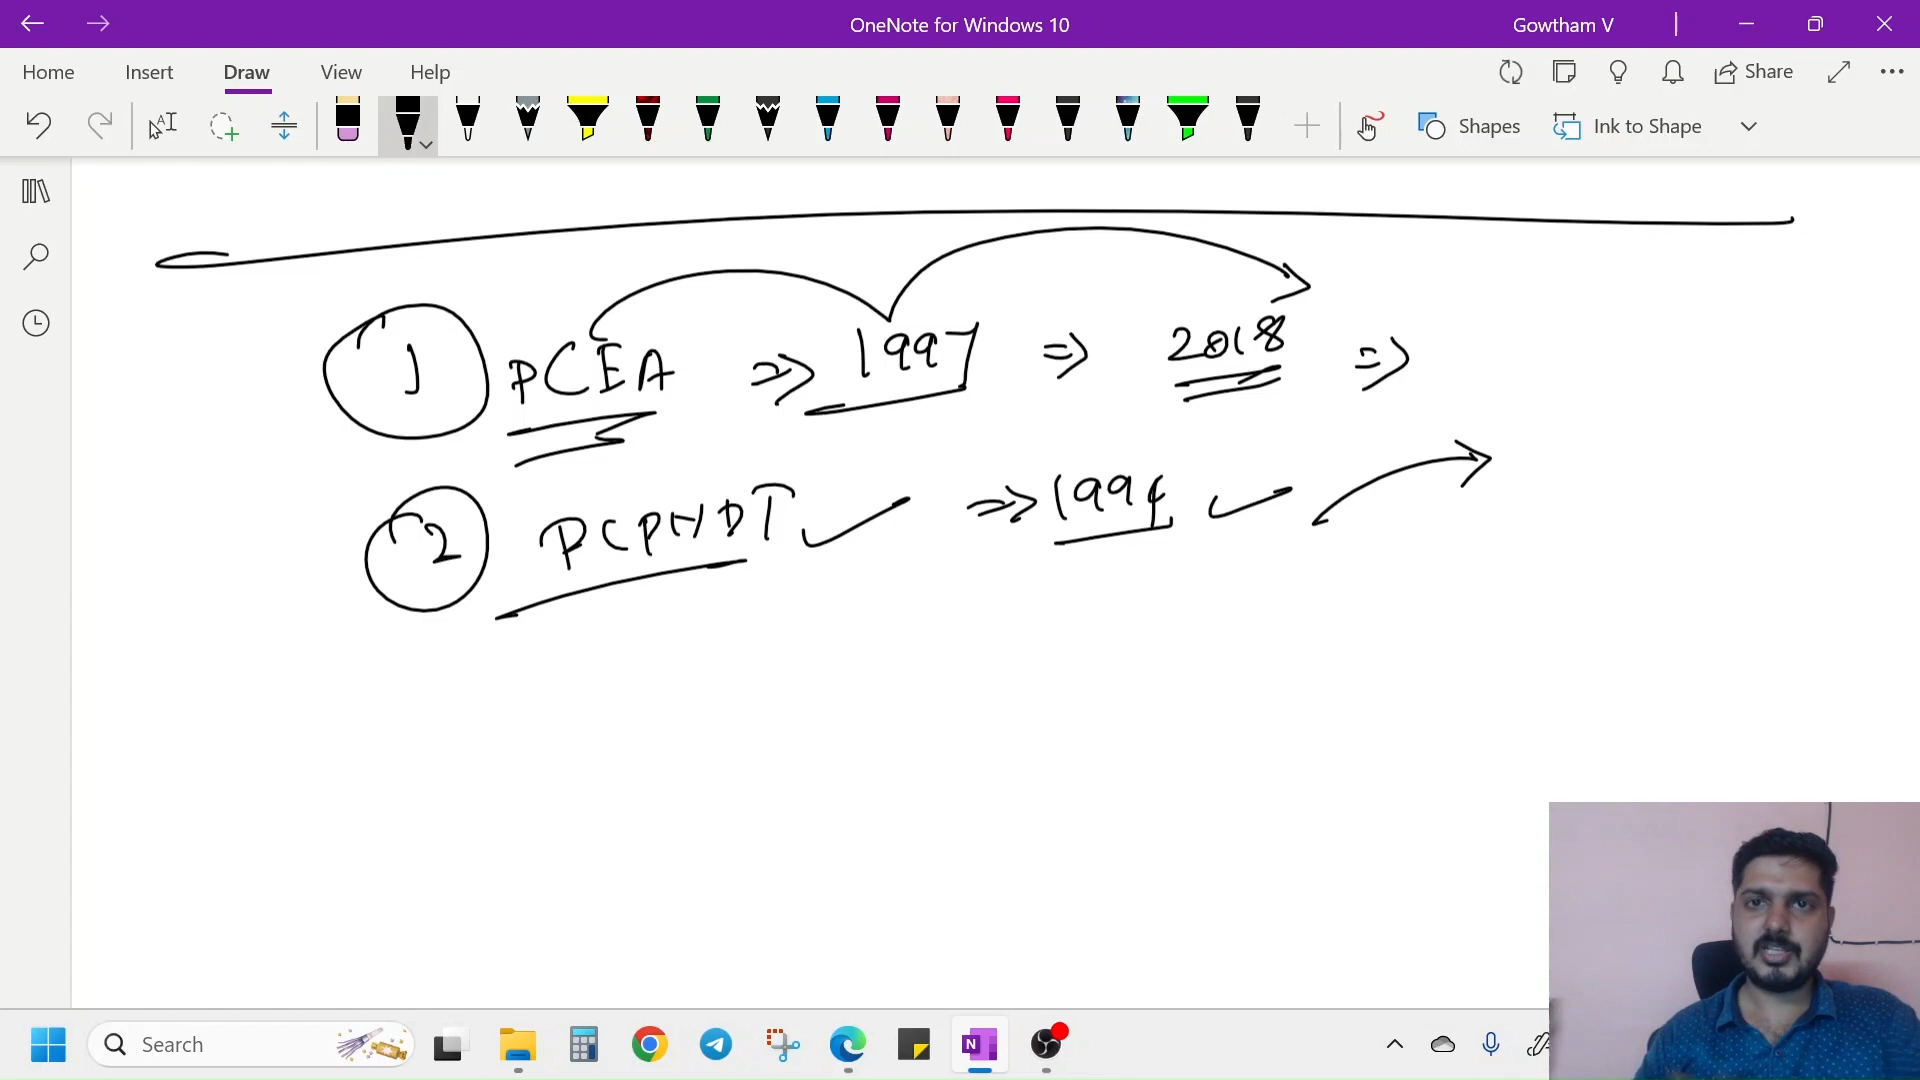 OneNote for Windows 10
Gowtham V
Home Insert Draw View Help
Share
Shapes
Ink to Shape
1 PCEA ⇒ 1997 ⇒ 2018 ⇒
2 PCPNDT ✓ ⇒ 1994 ✓
Search